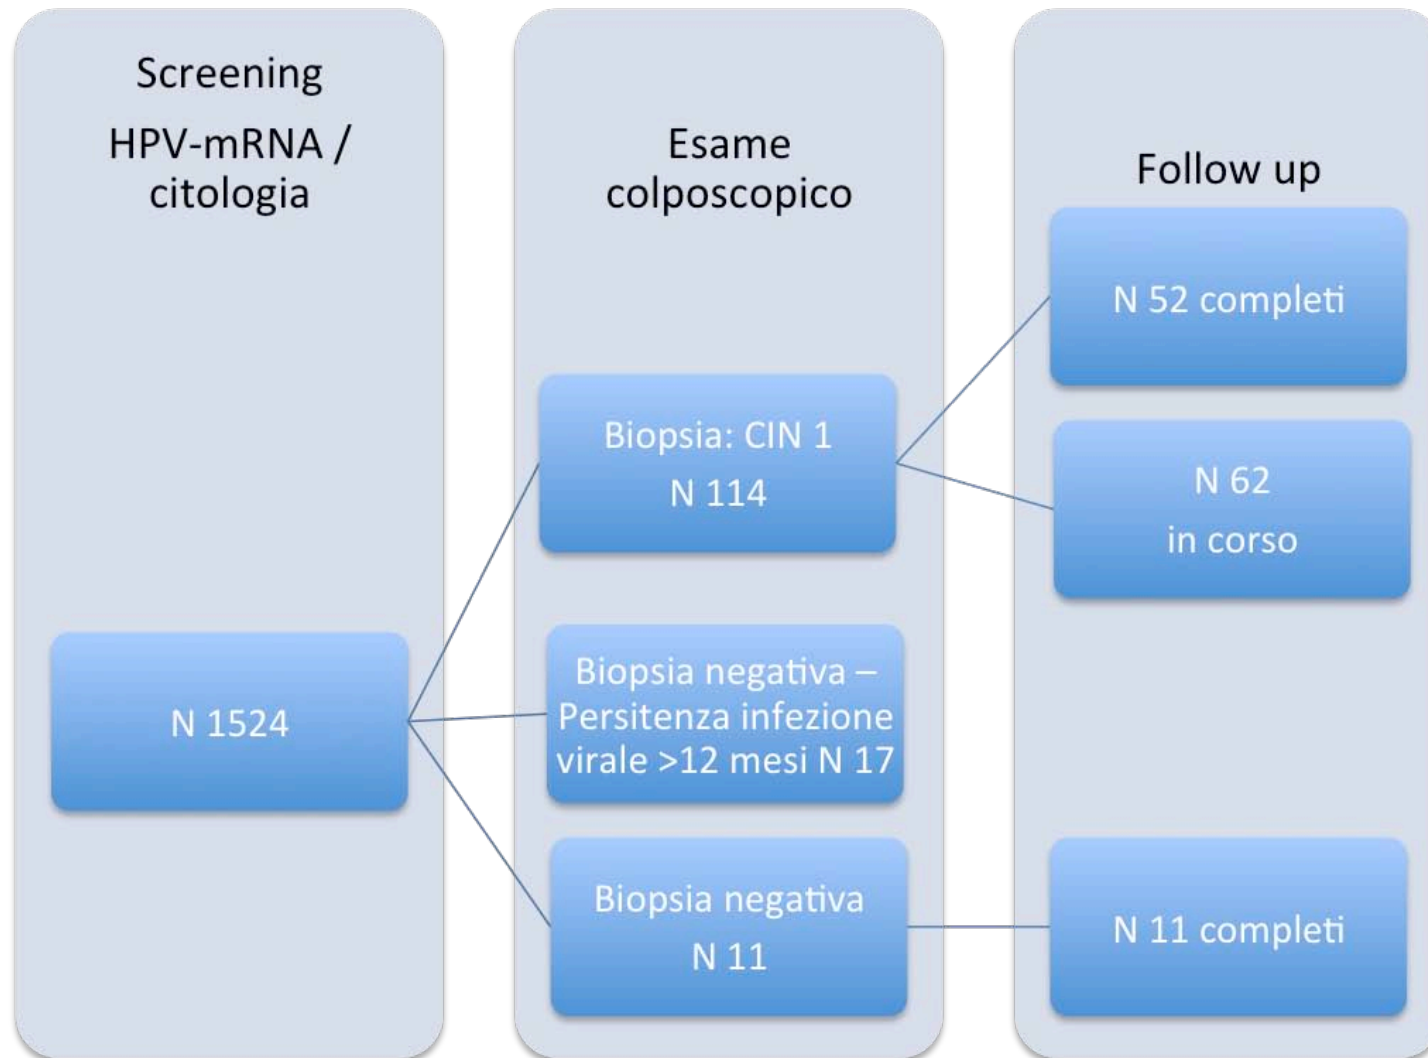 Screening
HPV-mRNA /
citologia
N 1524
Esame
colposcopico
Biopsia: CIN 1
N 114
Biopsia negativa –
Persitenza infezione
virale >12 mesi N 17
Biopsia negativa
N 11
Follow up
N 52 completi
N 62
in corso
N 11 completi